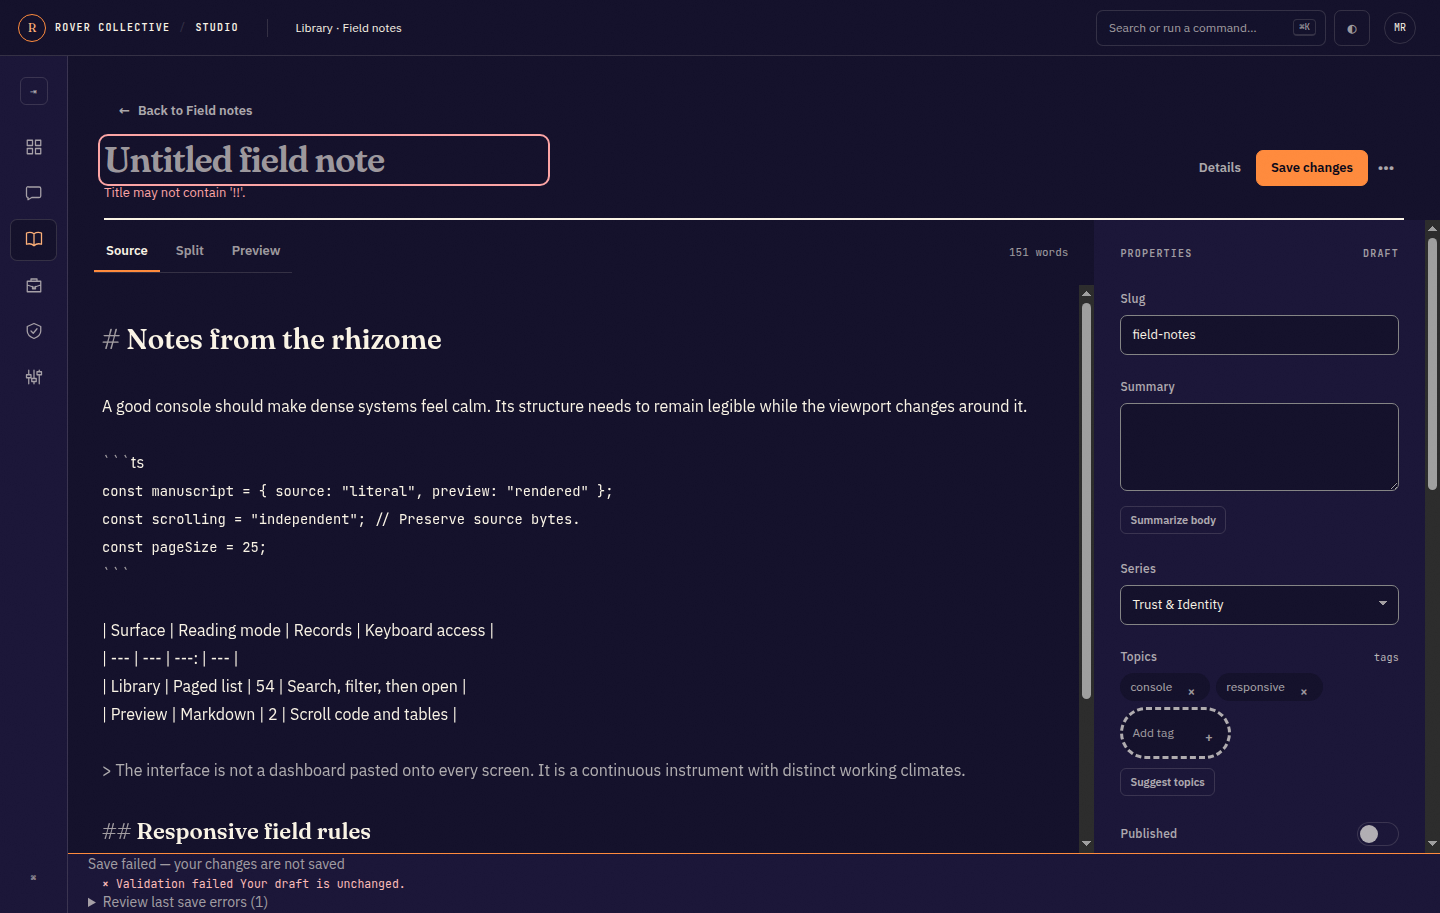 R ROVER COLLECTIVE / STUDIO
Library · Field notes
Search or run a command... ⌘K
MR
← Back to Field notes
Untitled field note
Title may not contain '!!'.
Details
Save changes
•••
Source Split Preview
151 words
# Notes from the rhizome
A good console should make dense systems feel calm. Its structure needs to remain legible while the viewport changes around it.
```ts
const manuscript = { source: "literal", preview: "rendered" };
const scrolling = "independent"; // Preserve source bytes.
const pageSize = 25;
```
| Surface | Reading mode | Records | Keyboard access |
| --- | --- | ---: | --- |
| Library | Paged list | 54 | Search, filter, then open |
| Preview | Markdown | 2 | Scroll code and tables |
> The interface is not a dashboard pasted onto every screen. It is a continuous instrument with distinct working climates.
## Responsive field rules
PROPERTIES DRAFT
Slug
field-notes
Summary
Summarize body
Series
Trust & Identity
Topics tags
console × responsive ×
Add tag +
Suggest topics
Published
⌘
Save failed — your changes are not saved
× Validation failed Your draft is unchanged.
▶ Review last save errors (1)